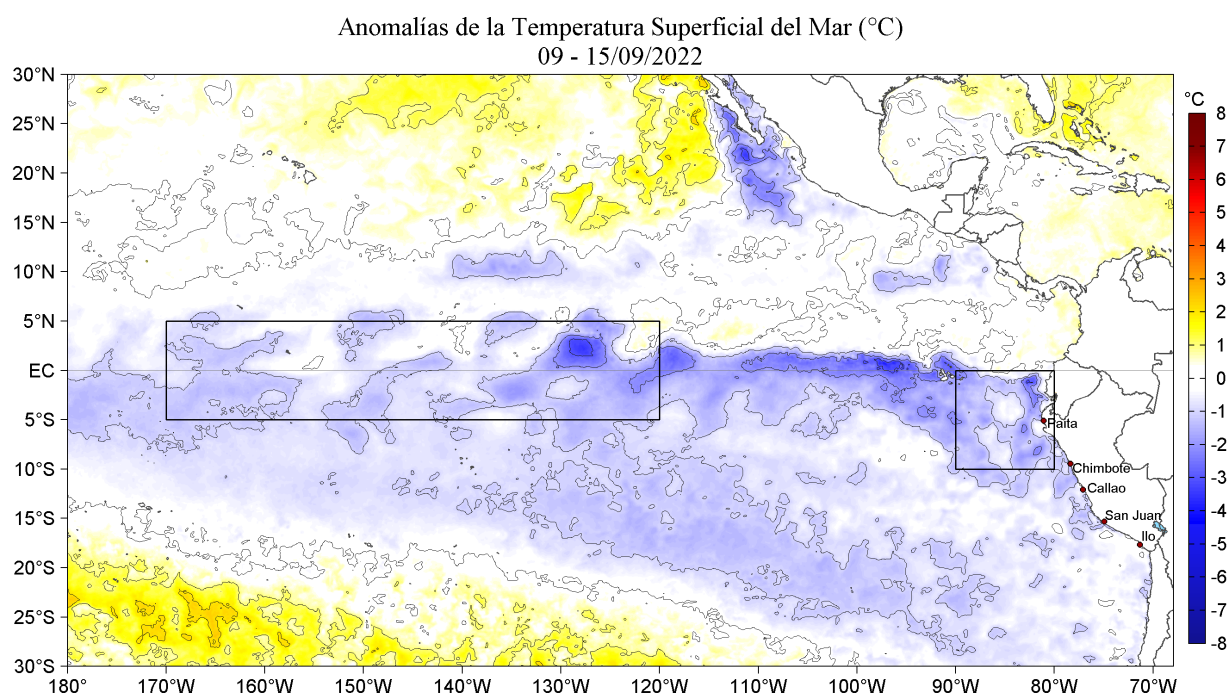 Anomalías de la Temperatura Superficial del Mar (°C)
09 - 15/09/2022
30°N
25°N
20°N
15°N
10°N
5°N
EC
5°S
10°S
15°S
20°S
25°S
30°S
180°
170°W
160°W
150°W
140°W
130°W
120°W
110°W
100°W
90°W
80°W
70°W
Paita
Chimbote
Callao
San Juan
Ilo
°C
8
7
6
5
4
3
2
1
0
-1
-2
-3
-4
-5
-6
-7
-8